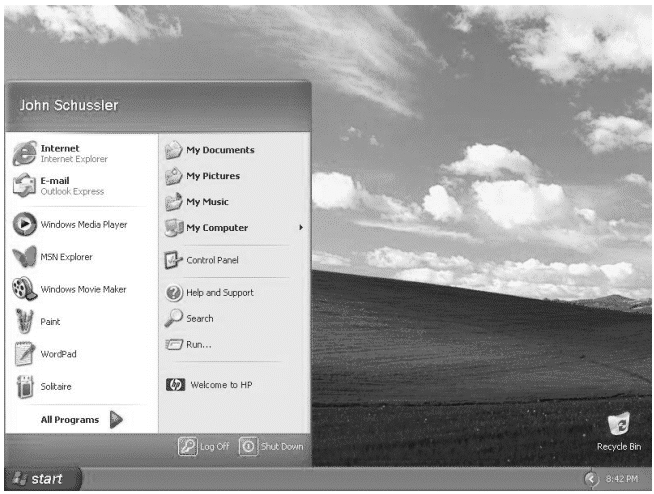 John Schussler
Internet
Internet Explorer
E-mail
Outlook Express
Windows Media Player
MSN Explorer
Windows Movie Maker
Paint
WordPad
Solitaire
All Programs
My Documents
My Pictures
My Music
My Computer
Control Panel
Help and Support
Search
Run...
hp Welcome to HP
Log Off Shut Down
Recycle Bin
start 8:42 PM